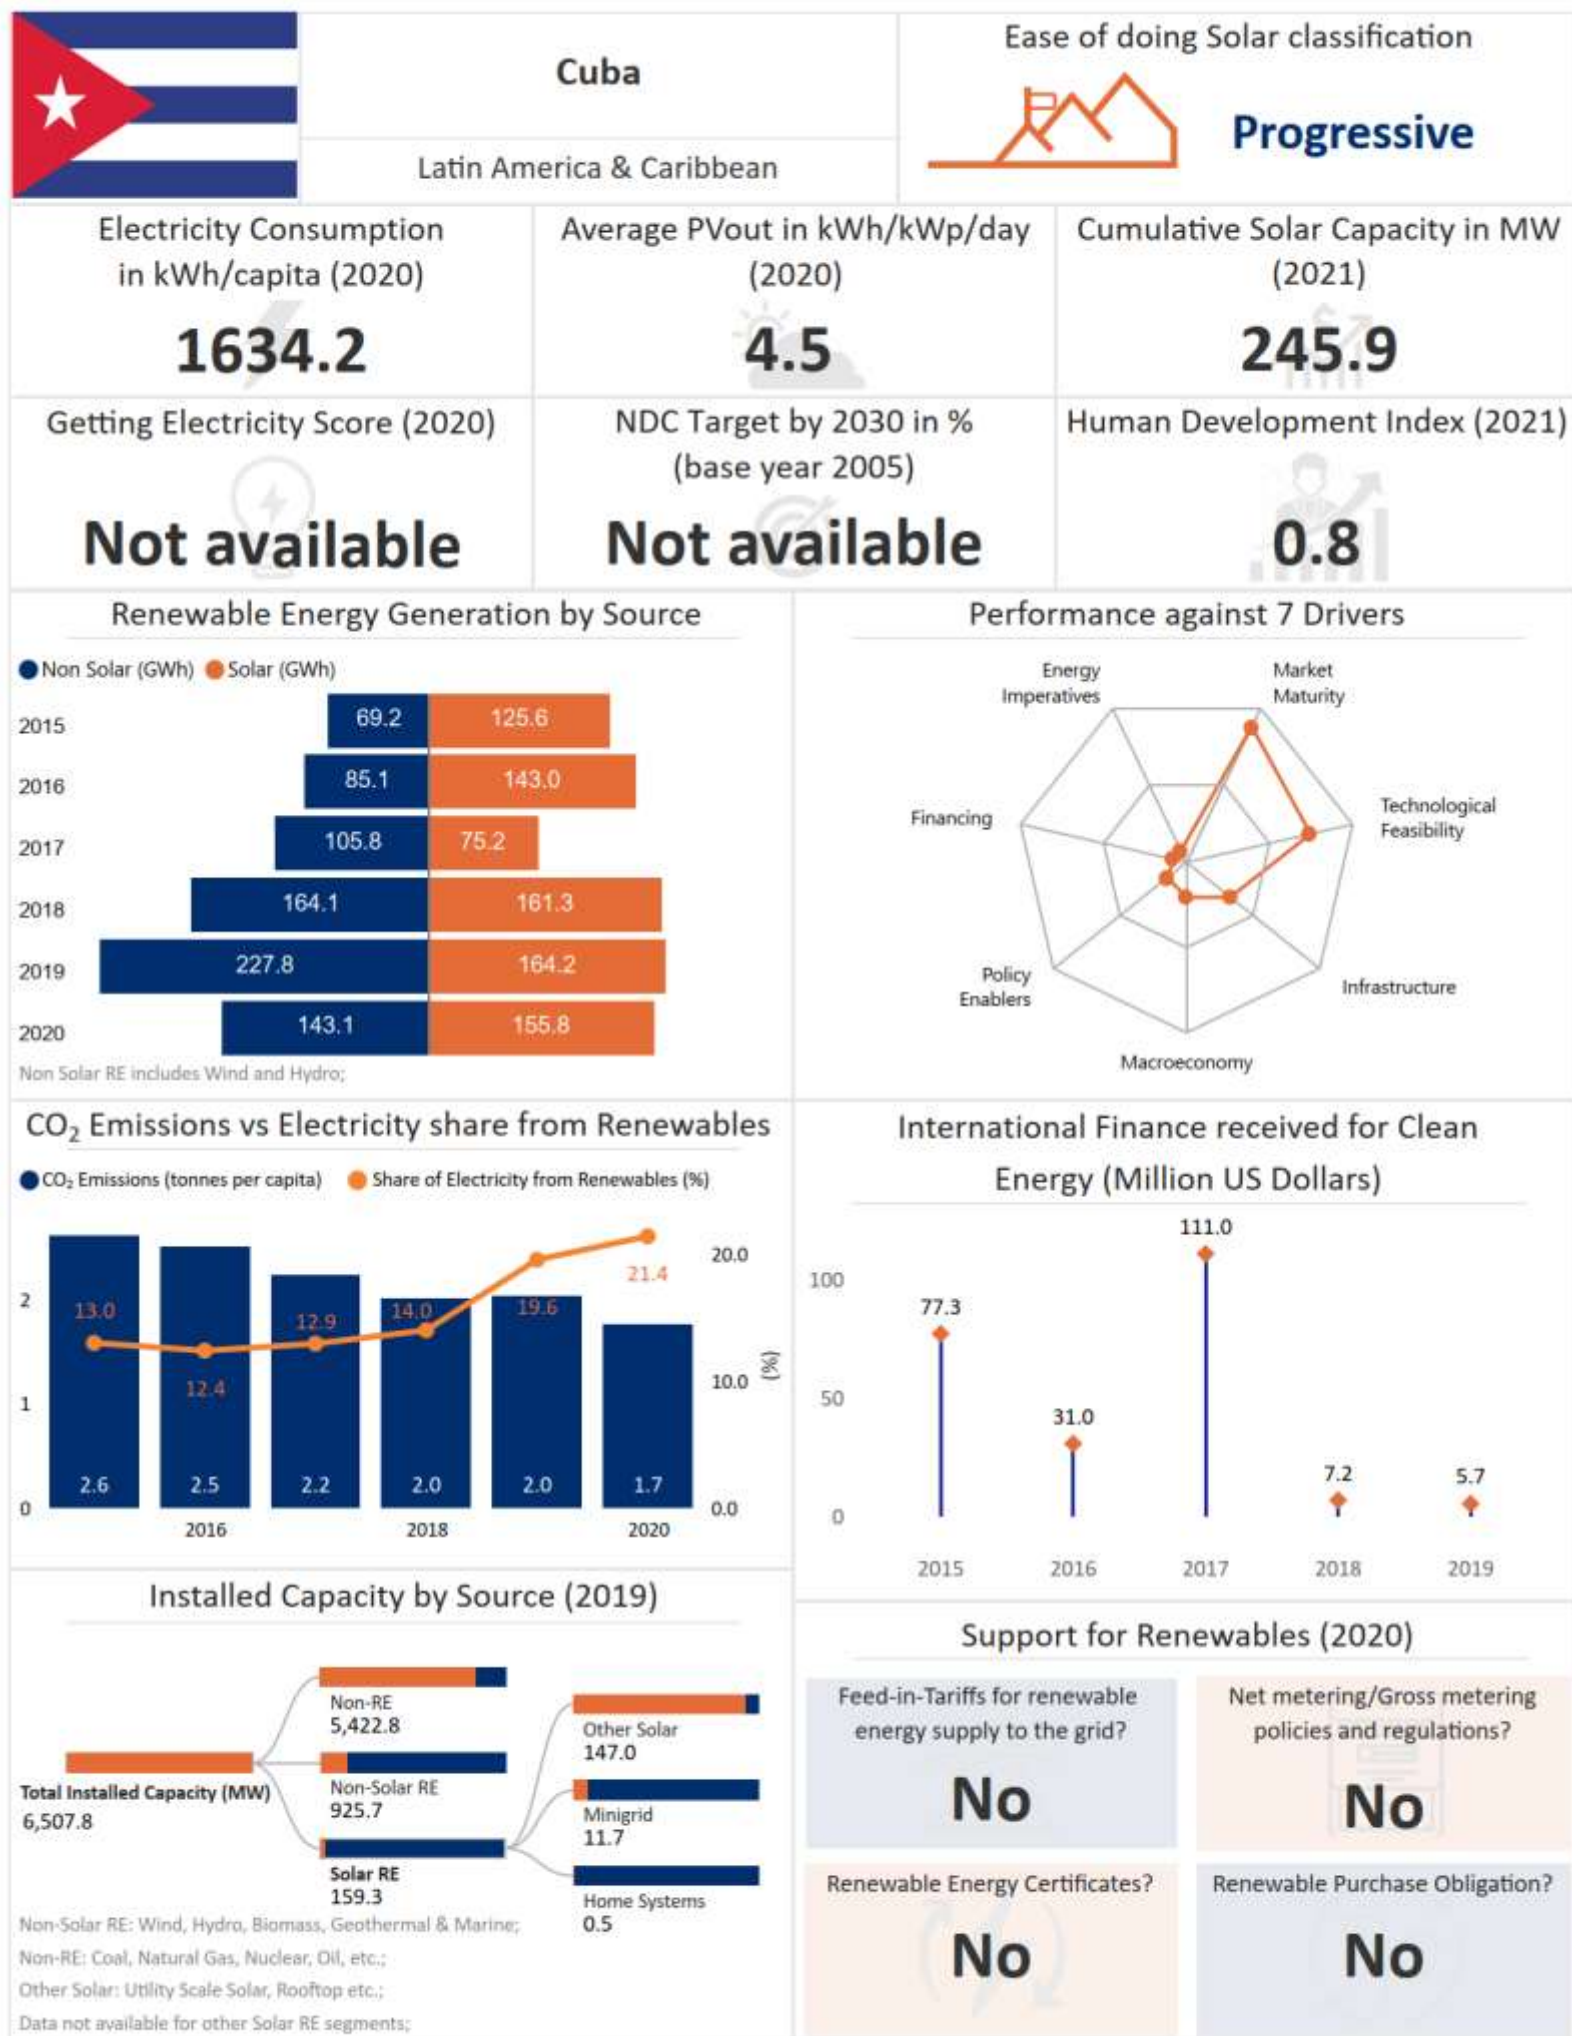 Cuba
Latin America & Caribbean
Ease of doing Solar classification
Progressive
Electricity Consumption
in kWh/capita (2020)
1634.2
Average PVout in kWh/kWp/day
(2020)
4.5
Cumulative Solar Capacity in MW
(2021)
245.9
Getting Electricity Score (2020)
Not available
NDC Target by 2030 in %
(base year 2005)
Not available
Human Development Index (2021)
0.8
Renewable Energy Generation by Source
Non Solar (GWh) Solar (GWh)
2015 69.2 125.6
2016 85.1 143.0
2017 105.8 75.2
2018 164.1 161.3
2019 227.8 164.2
2020 143.1 155.8
Non Solar RE includes Wind and Hydro;
Performance against 7 Drivers
Energy
Imperatives
Market
Maturity
Financing
Technological
Feasibility
Policy
Enablers
Infrastructure
Macroeconomy
CO₂ Emissions vs Electricity share from Renewables
CO₂ Emissions (tonnes per capita) Share of Electricity from Renewables (%)
20.0
21.4
2
13.0 12.9 14.0 19.6
12.4
10.0
(%)
1
2.6 2.5 2.2 2.0 2.0 1.7
0 0.0
2016 2018 2020
International Finance received for Clean
Energy (Million US Dollars)
111.0
100
77.3
50
31.0
7.2 5.7
0
2015 2016 2017 2018 2019
Installed Capacity by Source (2019)
Total Installed Capacity (MW)
6,507.8
Non-RE
5,422.8
Non-Solar RE
925.7
Solar RE
159.3
Other Solar
147.0
Minigrid
11.7
Home Systems
0.5
Non-Solar RE: Wind, Hydro, Biomass, Geothermal & Marine;
Non-RE: Coal, Natural Gas, Nuclear, Oil, etc.;
Other Solar: Utility Scale Solar, Rooftop etc.;
Data not available for other Solar RE segments;
Support for Renewables (2020)
Feed-in-Tariffs for renewable
energy supply to the grid?
No
Net metering/Gross metering
policies and regulations?
No
Renewable Energy Certificates?
No
Renewable Purchase Obligation?
No